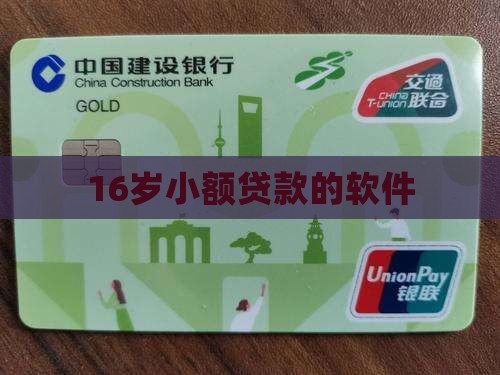 中国建设银行
China Construction Bank
GOLD
交通
CHINA
T-UNION 联合
16岁小额贷款的软件
UnionPay
银联